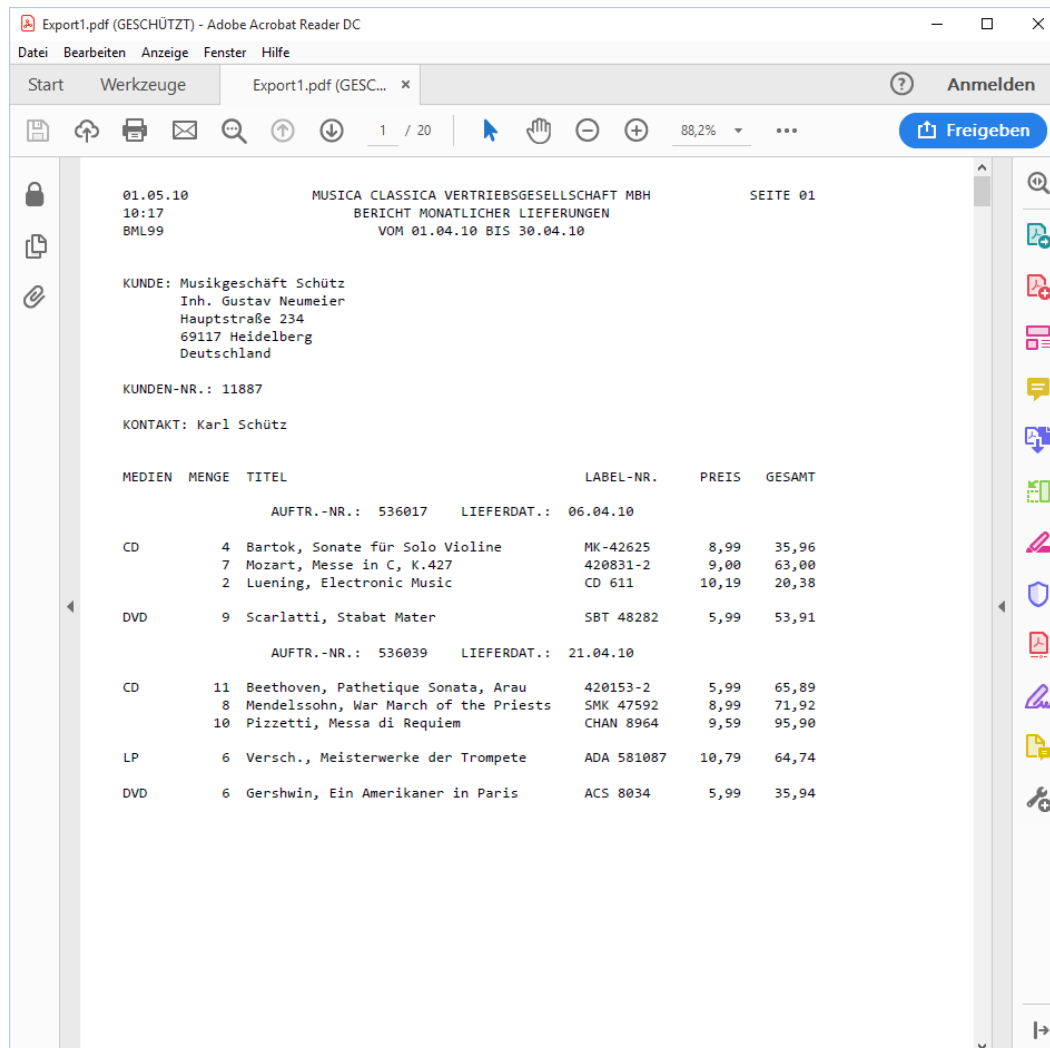 Export1.pdf (GESCHÜTZT) - Adobe Acrobat Reader DC
Datei Bearbeiten Anzeige Fenster Hilfe
Start Werkzeuge Export1.pdf (GESC... × Anmelden
1 / 20 88,2% Freigeben
01.05.10 MUSICA CLASSICA VERTRIEBSGESELLSCHAFT MBH SEITE 01
10:17 BERICHT MONATLICHER LIEFERUNGEN
BML99 VOM 01.04.10 BIS 30.04.10
KUNDE: Musikgeschäft Schütz
Inh. Gustav Neumeier
Hauptstraße 234
69117 Heidelberg
Deutschland
KUNDEN-NR.: 11887
KONTAKT: Karl Schütz
MEDIEN MENGE TITEL LABEL-NR. PREIS GESAMT
AUFTR.-NR.: 536017 LIEFERDAT.: 06.04.10
CD 4 Bartok, Sonate für Solo Violine MK-42625 8,99 35,96
7 Mozart, Messe in C, K.427 420831-2 9,00 63,00
2 Luening, Electronic Music CD 611 10,19 20,38
DVD 9 Scarlatti, Stabat Mater SBT 48282 5,99 53,91
AUFTR.-NR.: 536039 LIEFERDAT.: 21.04.10
CD 11 Beethoven, Pathetique Sonata, Arau 420153-2 5,99 65,89
8 Mendelssohn, War March of the Priests SMK 47592 8,99 71,92
10 Pizzetti, Messa di Requiem CHAN 8964 9,59 95,90
LP 6 Versch., Meisterwerke der Trompete ADA 581087 10,79 64,74
DVD 6 Gershwin, Ein Amerikaner in Paris ACS 8034 5,99 35,94